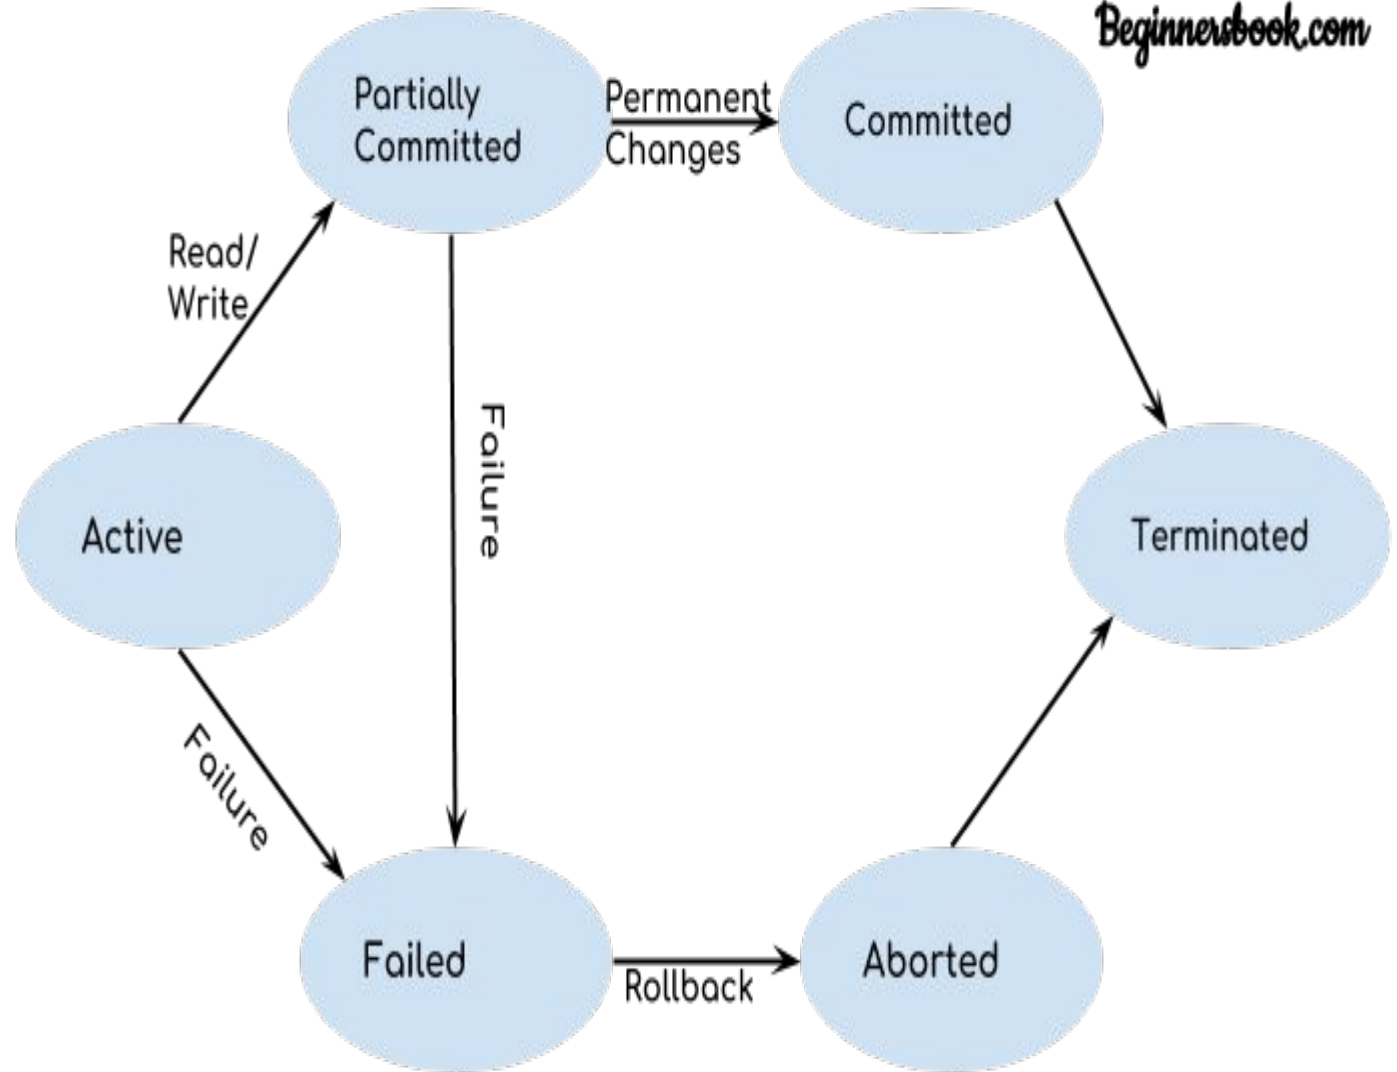 Beginnersbook.com
Partially
Committed
Permanent
Changes
Committed
Read/
Write
Failure
Active
Terminated
Failure
Failed
Rollback
Aborted